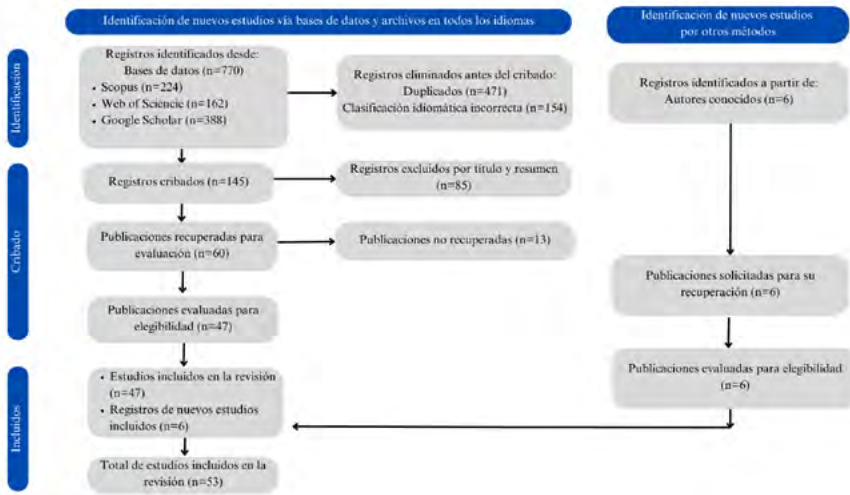 Identificación de nuevos estudios vía bases de datos y archivos en todos los idiomas
Identificación de nuevos estudios
por otros métodos
Identificación
Registros identificados desde:
Bases de datos (n=770)
• Scopus (n=224)
• Web of Sciencie (n=162)
• Google Scholar (n=388)
Registros eliminados antes del cribado:
Duplicados (n=471)
Clasificación idiomática incorrecta (n=154)
Registros identificados a partir de:
Autores conocidos (n=6)
Cribado
Registros cribados (n=145)
Registros excluidos por título y resumen
(n=85)
Publicaciones recuperadas para
evaluación (n=60)
Publicaciones no recuperadas (n=13)
Publicaciones solicitadas para su
recuperación (n=6)
Publicaciones evaluadas para
elegibilidad (n=47)
Publicaciones evaluadas para elegibilidad
(n=6)
Incluidos
• Estudios incluidos en la revisión
(n=47)
• Registros de nuevos estudios
incluidos (n=6)
Total de estudios incluidos en la
revisión (n=53)